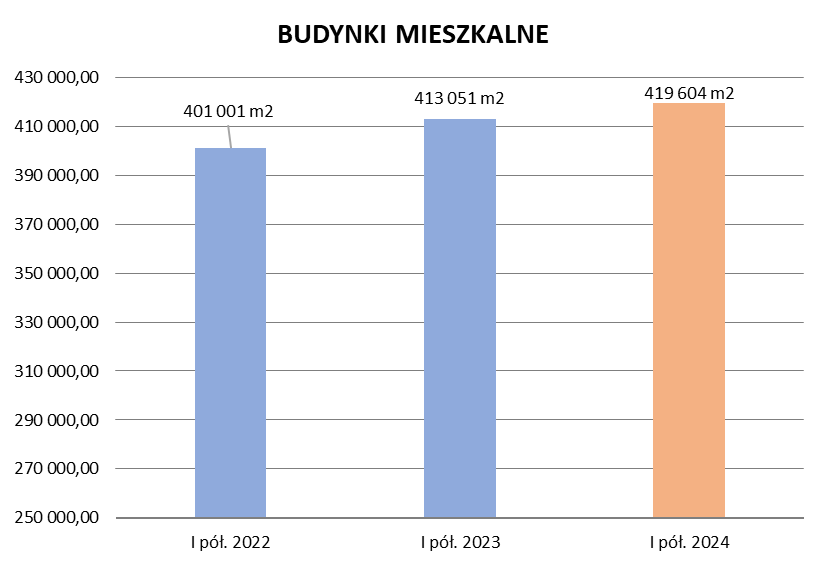 BUDYNKI MIESZKALNE
430 000,00
410 000,00
390 000,00
370 000,00
350 000,00
330 000,00
310 000,00
290 000,00
270 000,00
250 000,00
401 001 m2
413 051 m2
419 604 m2
I pół. 2022
I pół. 2023
I pół. 2024